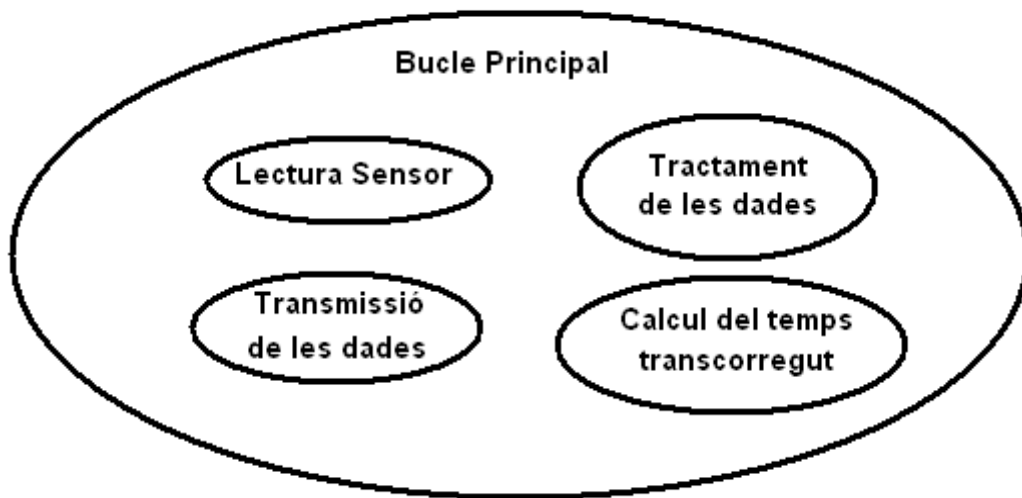 Bucle Principal
Lectura Sensor
Tractament
de les dades
Transmissió
de les dades
Calcul del temps
transcorregut